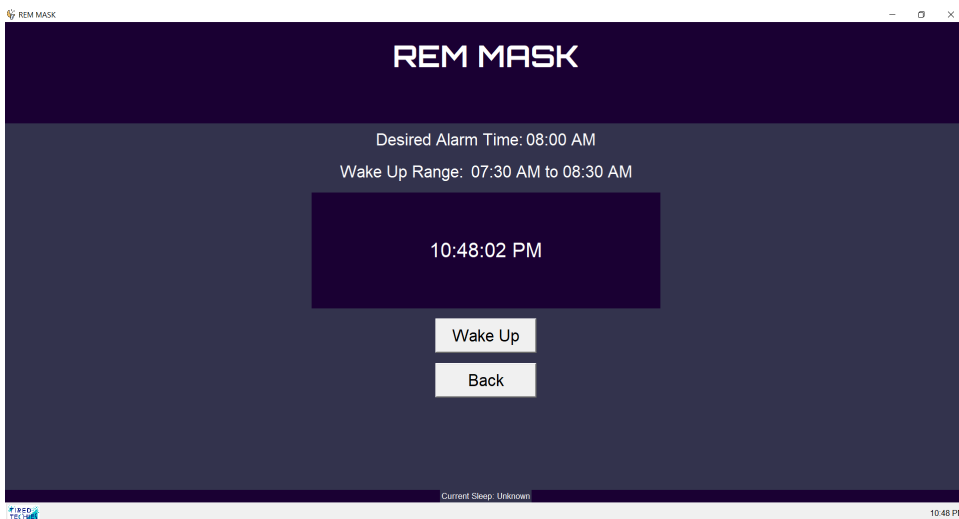 REM MASK
REM MASK
Desired Alarm Time: 08:00 AM
Wake Up Range: 07:30 AM to 08:30 AM
10:48:02 PM
Wake Up
Back
Current Sleep: Unknown
TIRED
10:48 P